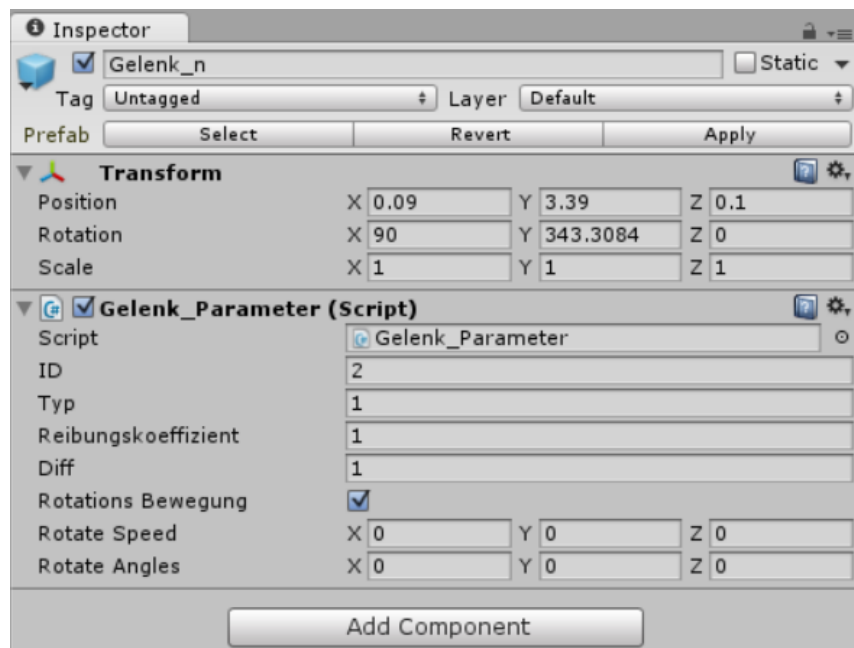 Inspector
Gelenk_n Static
Tag Untagged Layer Default
Prefab Select Revert Apply
Transform
Position X 0.09 Y 3.39 Z 0.1
Rotation X 90 Y 343.3084 Z 0
Scale X 1 Y 1 Z 1
Gelenk_Parameter (Script)
Script Gelenk_Parameter
ID 2
Typ 1
Reibungskoeffizient 1
Diff 1
Rotations Bewegung
Rotate Speed X 0 Y 0 Z 0
Rotate Angles X 0 Y 0 Z 0
Add Component